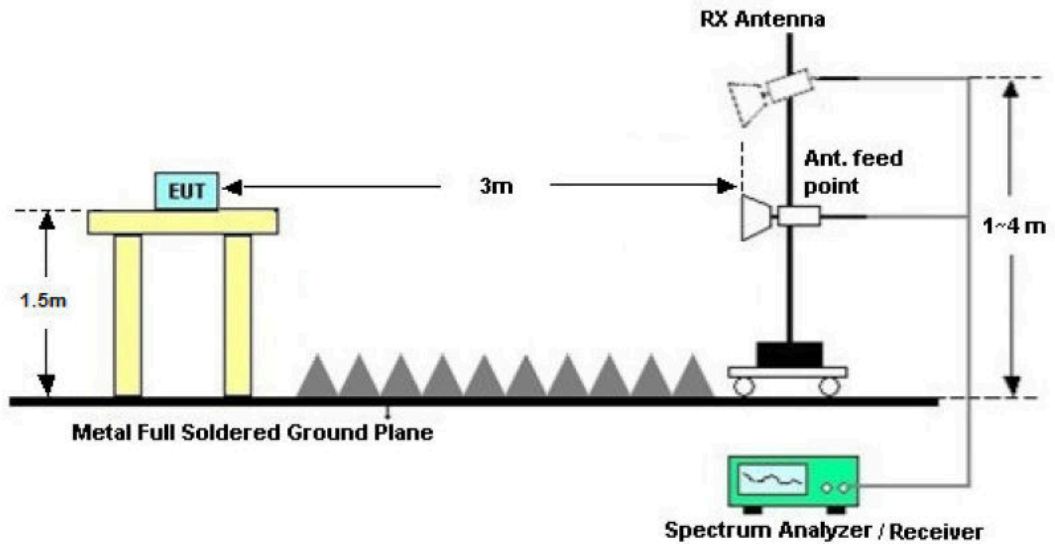 RX Antenna
Ant. feed
point
EUT
3m
1~4 m
1.5m
Metal Full Soldered Ground Plane
Spectrum Analyzer / Receiver